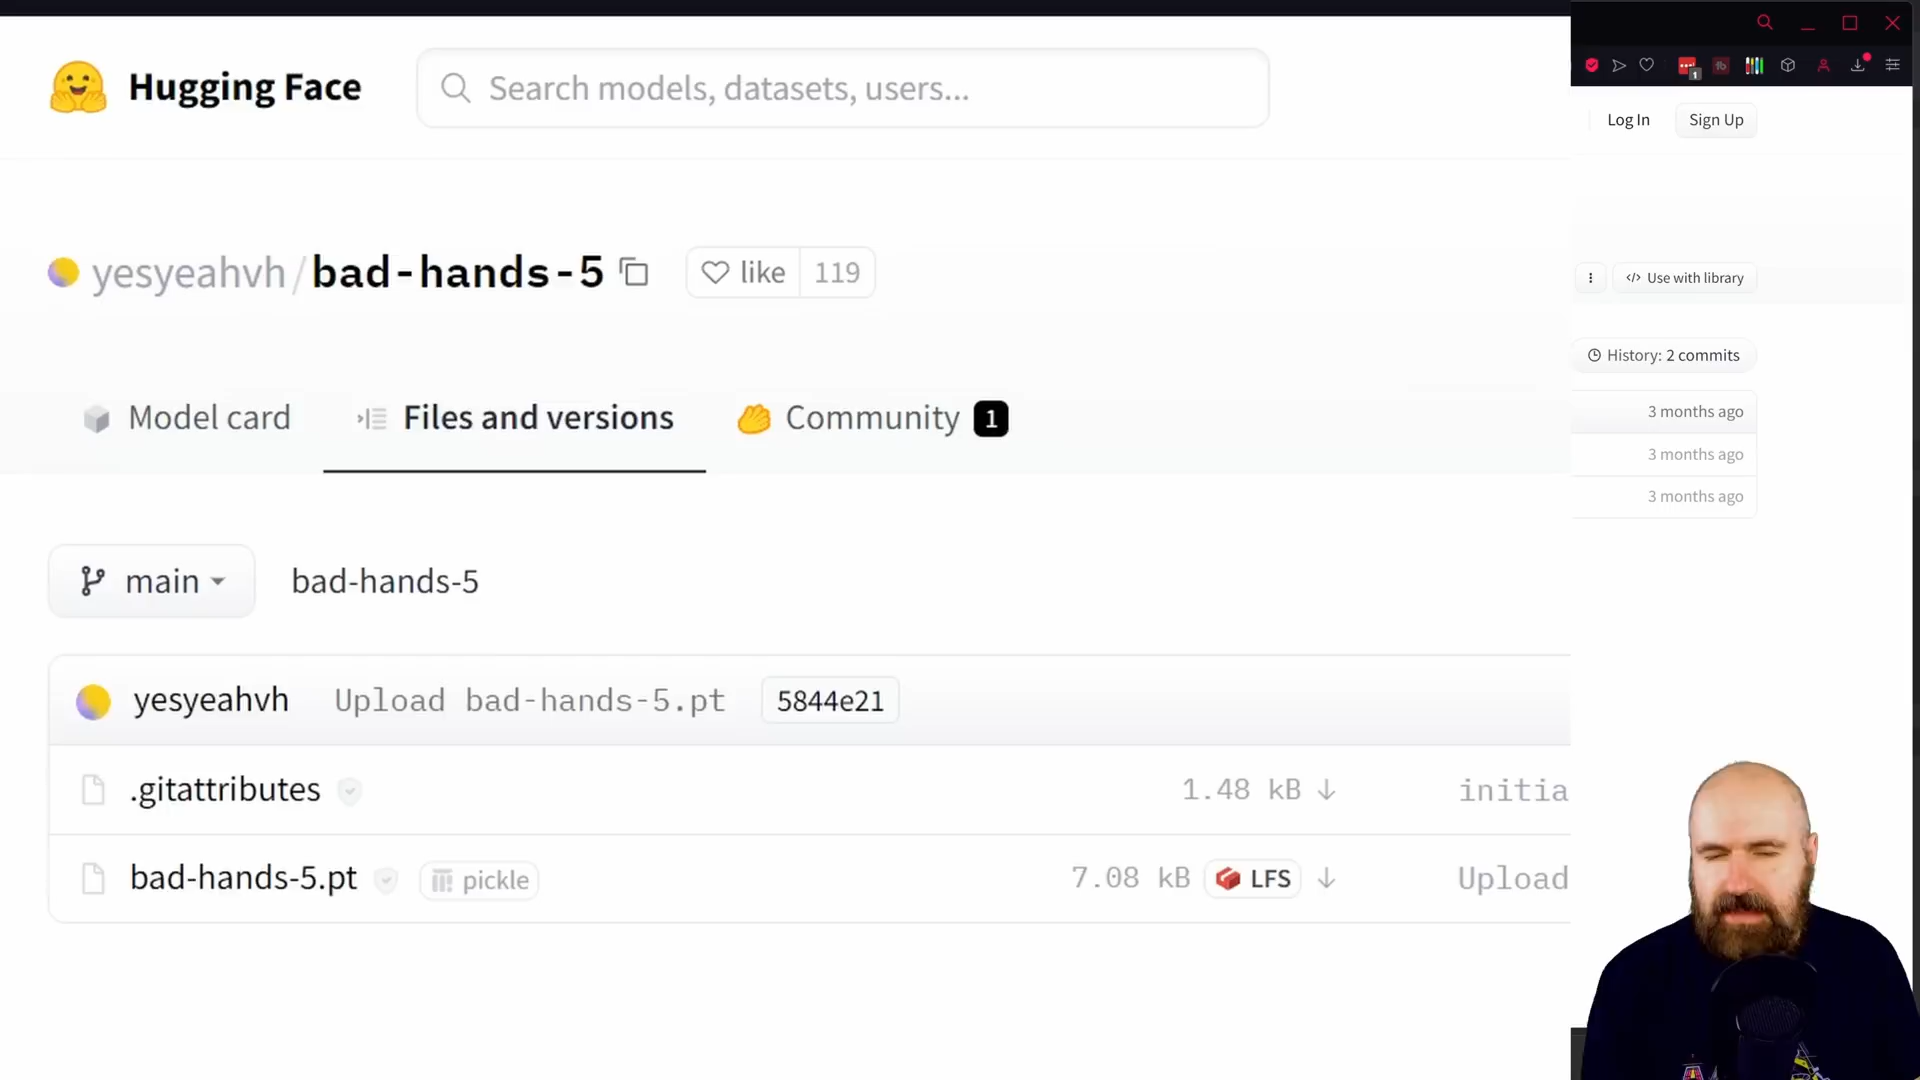 Hugging Face
Search models, datasets, users...
Log In
Sign Up
yesyeahvh/bad-hands-5
like 119
Use with library
Model card
Files and versions
Community 1
History: 2 commits
3 months ago
3 months ago
3 months ago
main
bad-hands-5
yesyeahvh Upload bad-hands-5.pt 5844e21
.gitattributes 1.48 kB initia
bad-hands-5.pt pickle 7.08 kB LFS Upload